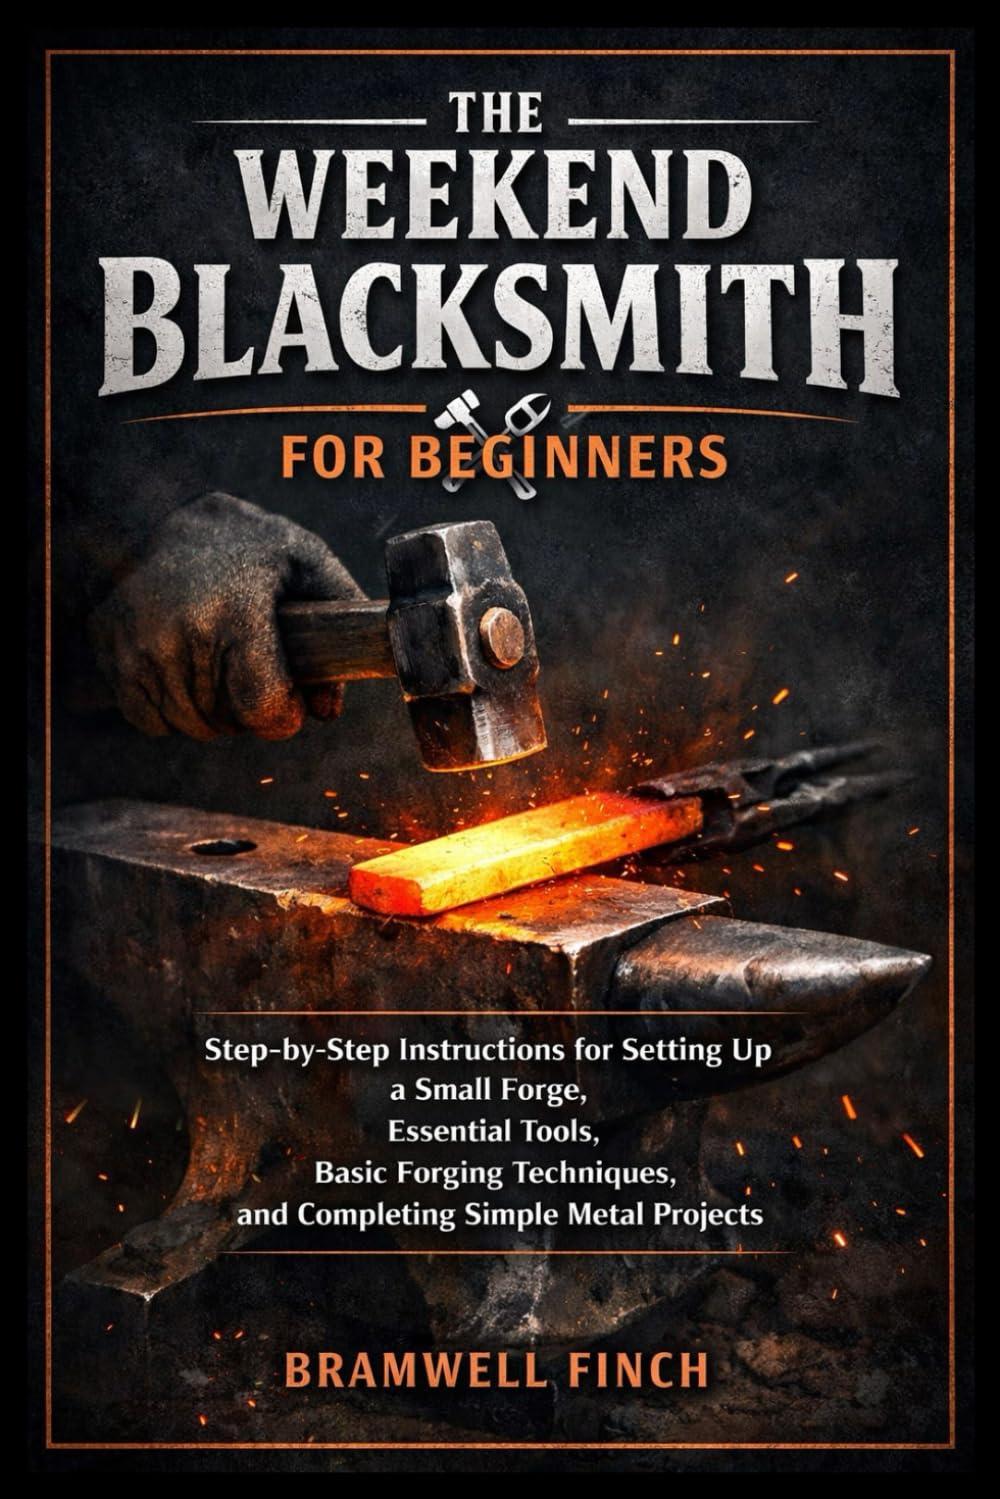 THE
WEEKEND
BLACKSMITH
FOR BEGINNERS
Step-by-Step Instructions for Setting Up
a Small Forge,
Essential Tools,
Basic Forging Techniques,
and Completing Simple Metal Projects
BRAMWELL FINCH